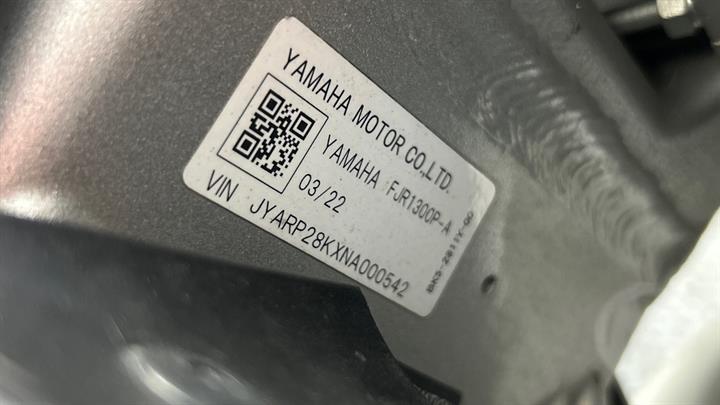 YAMAHA MOTOR CO.,LTD.
YAMAHA FJR1300P-A
03/22
VIN JYARP28KXNA000542